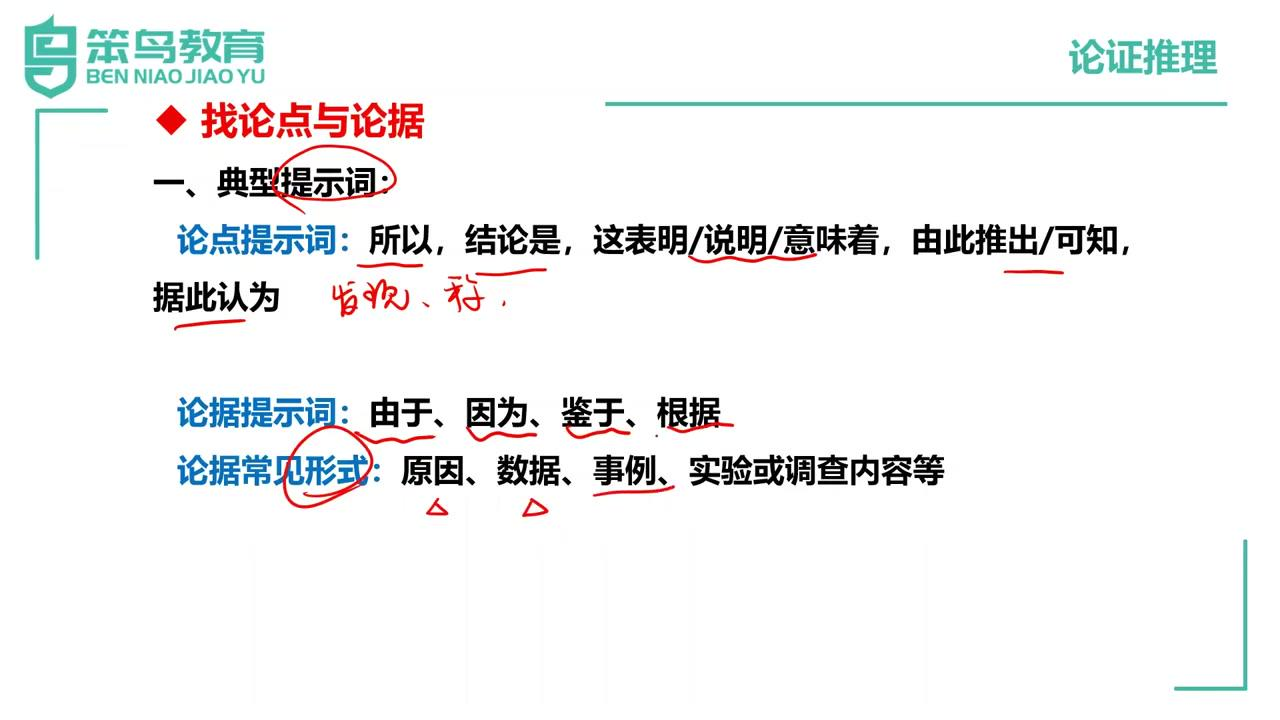 笨鸟教育
BEN NIAO JIAO YU
论证推理
找论点与论据
一、典型提示词：
论点提示词：所以，结论是，这表明/说明/意味着，由此推出/可知，
据此认为 发现、称，
论据提示词：由于、因为、鉴于、根据
论据常见形式：原因、数据、事例、实验或调查内容等